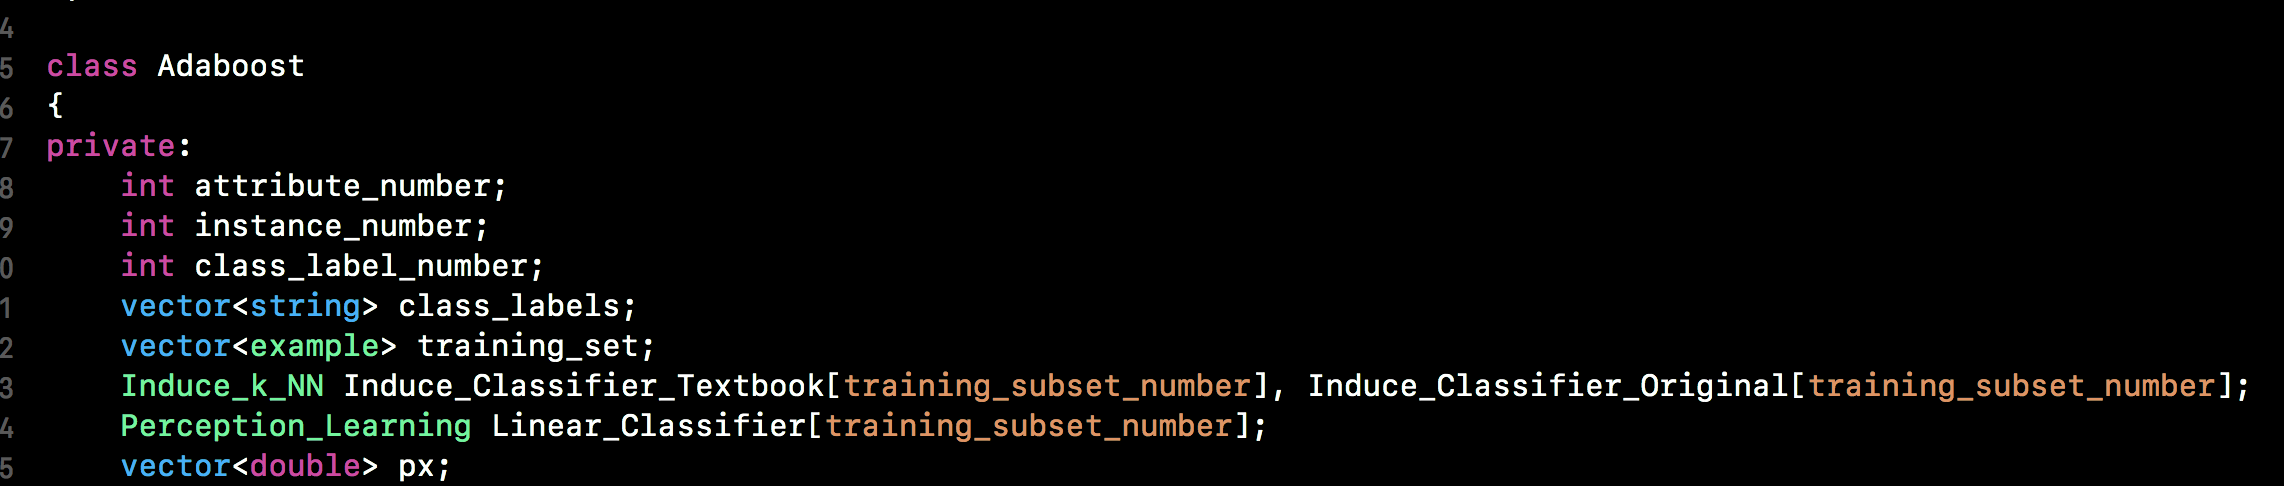 4
5 class Adaboost
6 {
7 private:
8     int attribute_number;
9     int instance_number;
0     int class_label_number;
1     vector<string> class_labels;
2     vector<example> training_set;
3     Induce_k_NN Induce_Classifier_Textbook[training_subset_number], Induce_Classifier_Original[training_subset_number];
4     Perception_Learning Linear_Classifier[training_subset_number];
5     vector<double> px;